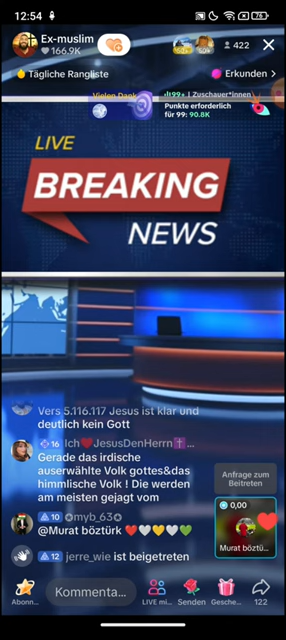 12:54
76
Ex-muslim
166.9K
422
Tägliche Rangliste
Erkunden >
Vielen Dank
199+ | Zuschauer*innen
Punkte erforderlich
für 99: 90.8K
LIVE
BREAKING
NEWS
Vers 5.116.117 Jesus ist klar und
deutlich kein Gott
16 Ich❤️JesusDenHerrn✝️...
Gerade das irdische
auserwählte Volk gottes&das
himmlische Volk ! Die werden
am meisten gejagt vom
Anfrage zum
Beitreten
10 ✪myb_63✪
@Murat böztürk ❤️🤍💛🤍💚
0,00
Murat böztü...
12 jerre_wie ist beigetreten
Abonn...
Kommenta...
LIVE mi...
Senden
Gesche...
122